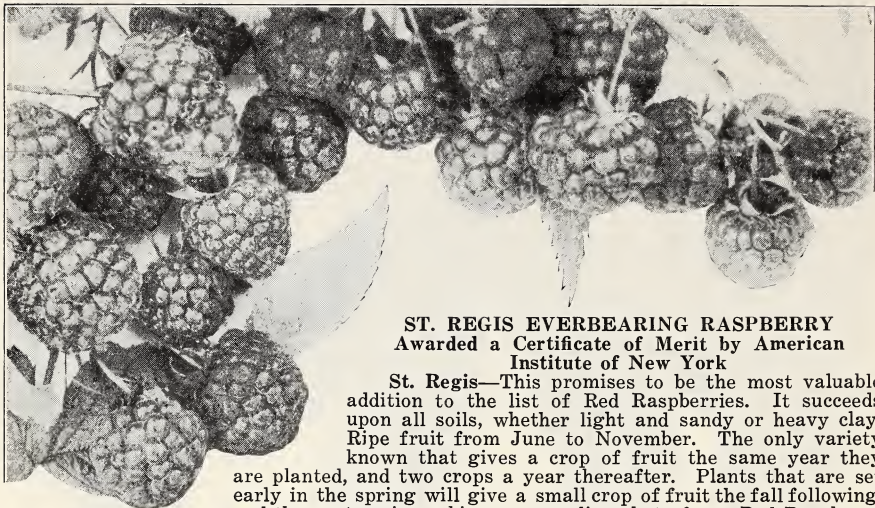 ST. REGIS EVERBEARING RASPBERRY
Awarded a Certificate of Merit by American
Institute of New York
St. Regis—This promises to be the most valuable
addition to the list of Red Raspberries. It succeeds
upon all soils, whether light and sandy or heavy clay
Ripe fruit from June to November. The only variety
known that gives a crop of fruit the same year they
are planted, and two crops a year thereafter. Plants that are set
early in the spring will give a small crop of fruit the fall following